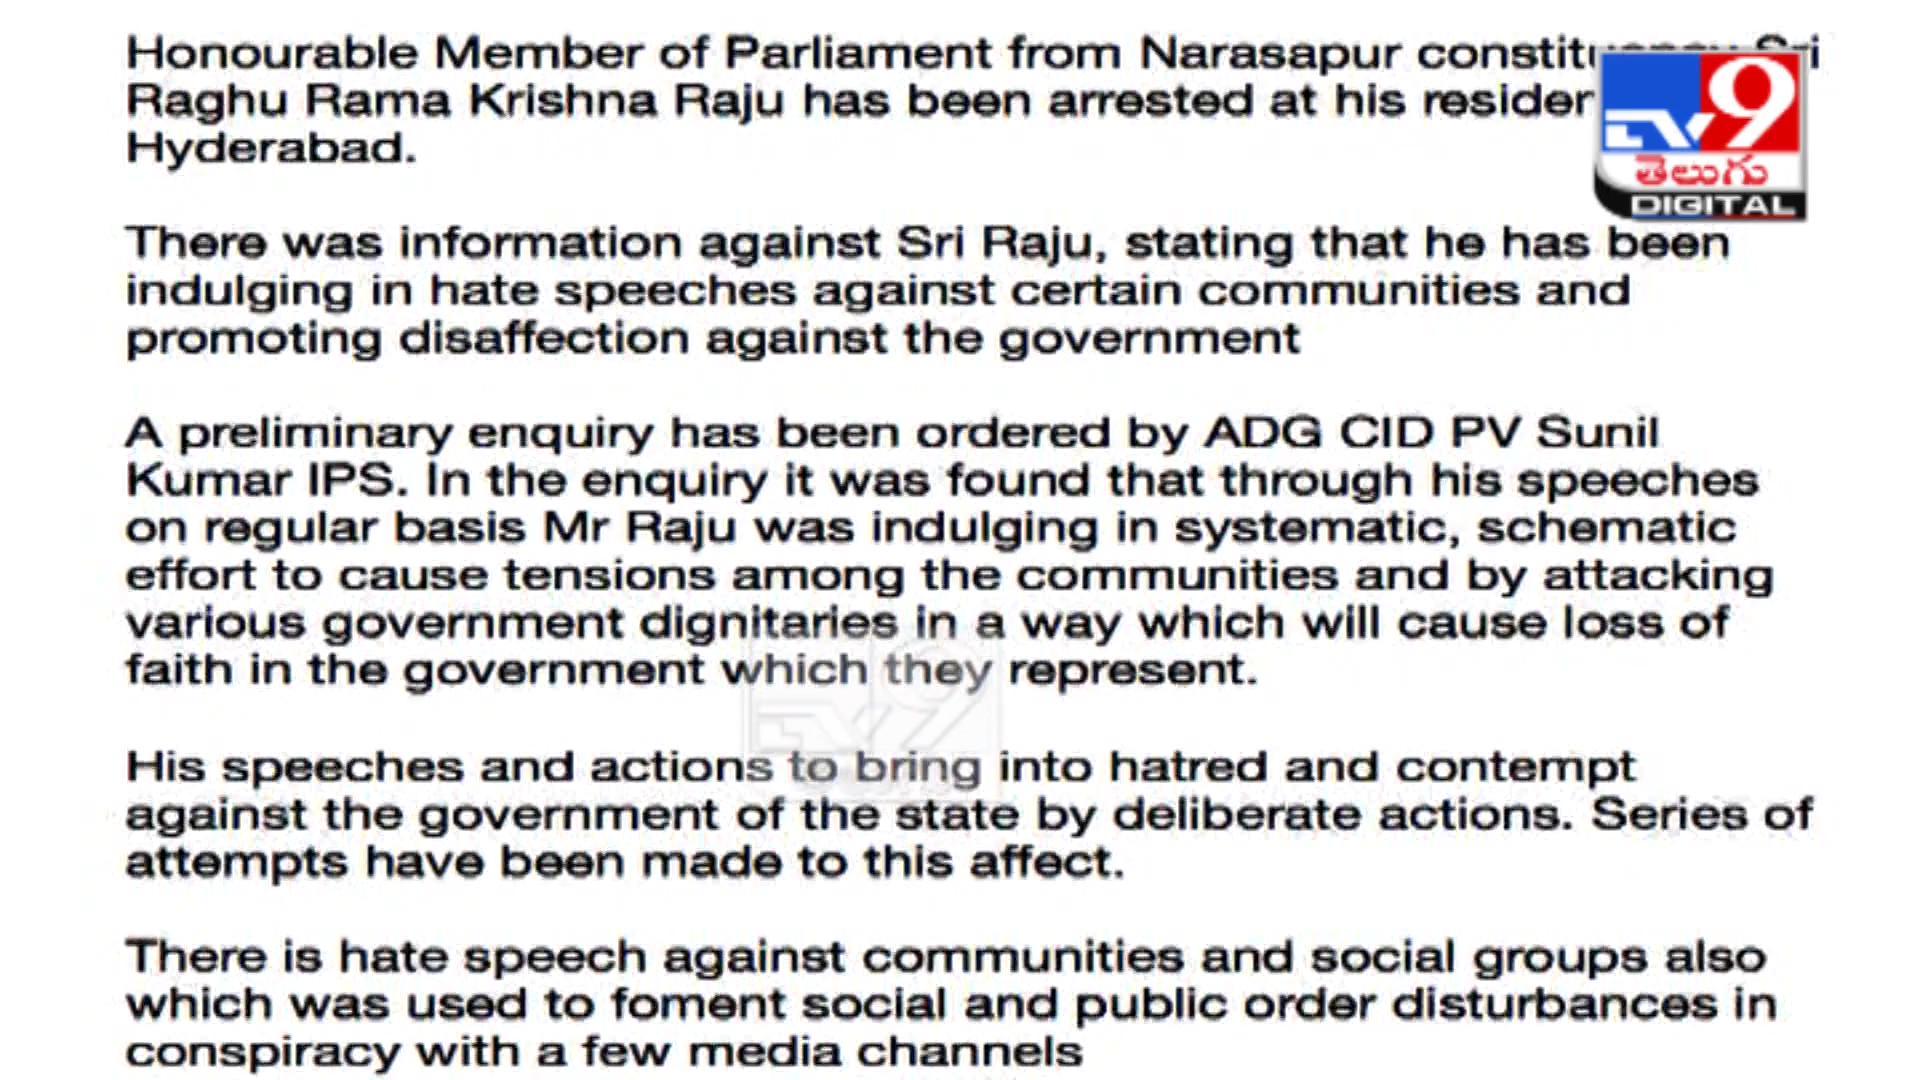 Honourable Member of Parliament from Narasapur Sri
Raghu Rama Krishna Raju has been arrested at his
Hyderabad.
TV9
తెలుగు
DIGITAL
There was information against Sri Raju, stating that he has been
indulging in hate speeches against certain communities and
promoting disaffection against the government
A preliminary enquiry has been ordered by ADG CID PV Sunil
Kumar IPS. In the enquiry it was found that through his speeches
on regular basis Mr Raju was indulging in systematic, schematic
effort to cause tensions among the communities and by attacking
various government dignitaries in a way which will cause loss of
faith in the government which they represent.
TV9
His speeches and actions to bring into hatred and contempt
against the government of the state by deliberate actions. Series of
attempts have been made to this affect.
There is hate speech against communities and social groups also
which was used to foment social and public order disturbances in
conspiracy with a few media channels